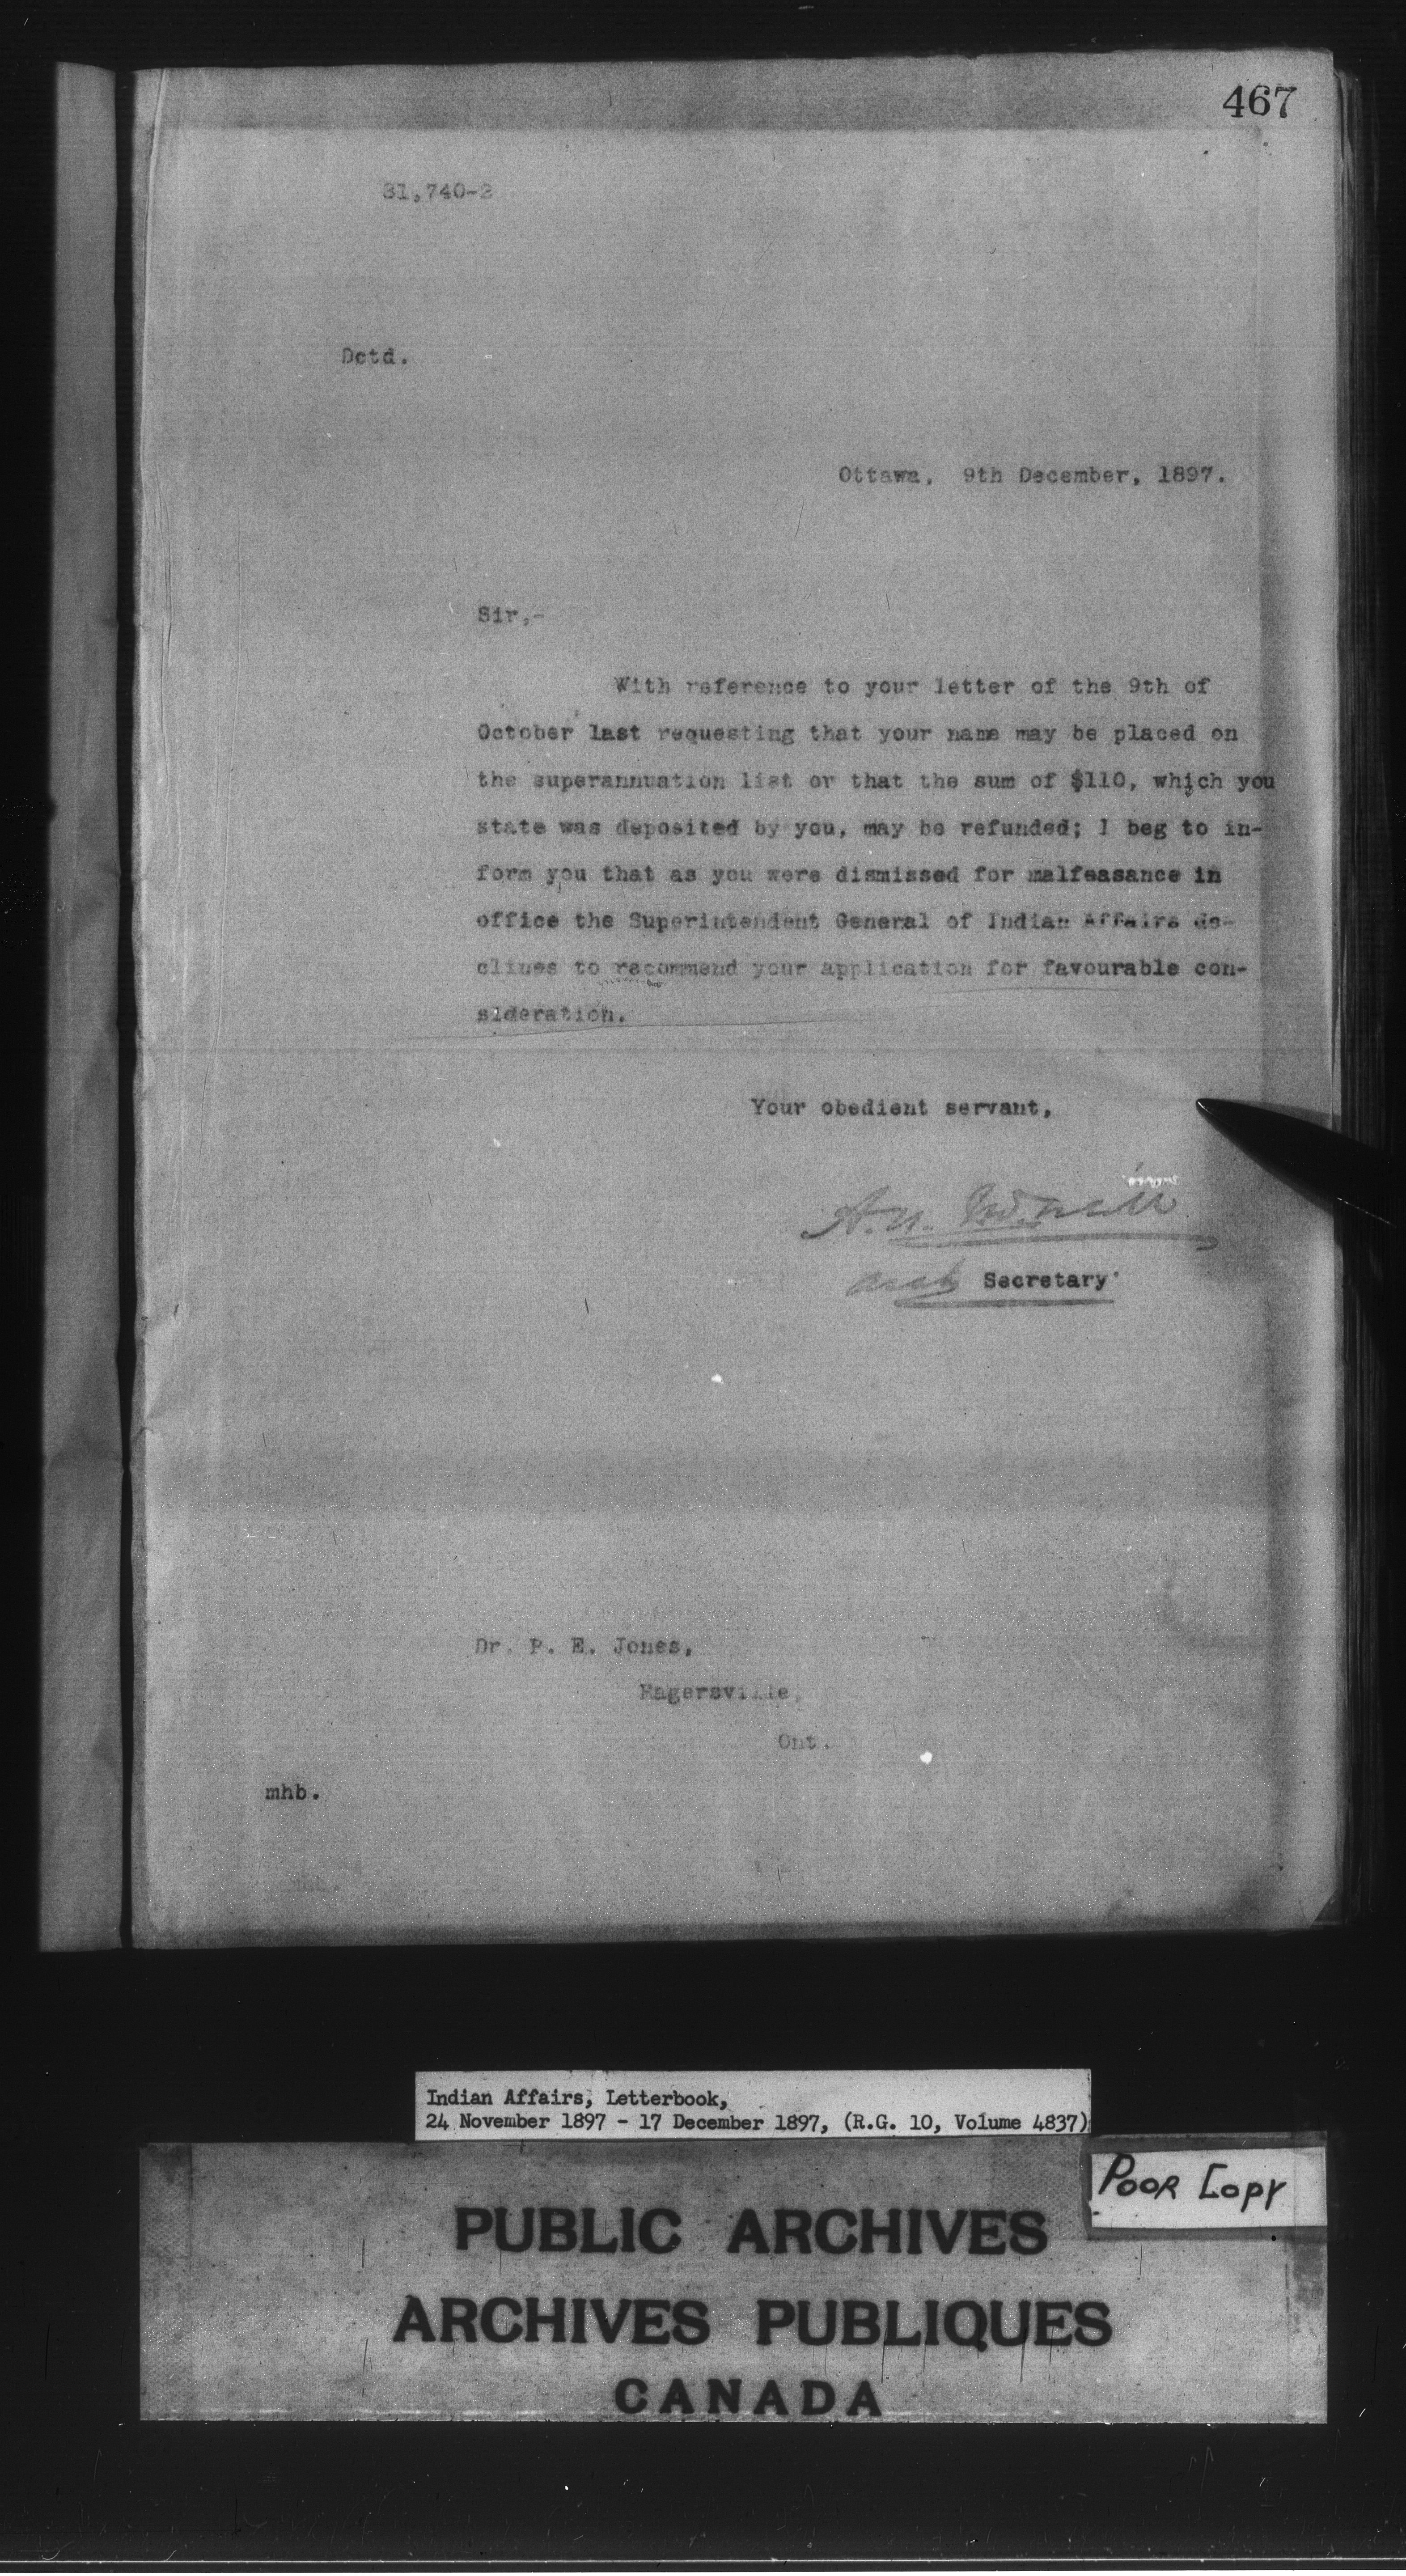 467
31,740-2
Dctd.
Ottawa, 9th December, 1897.
Sir,-
With reference to your letter of the 9th of
October last requesting that your name may be placed on
the superannuation list or that the sum of $110, which you
state was deposited by you, may be refunded; I beg to in-
form you that as you were dismissed for malfeasance in
office the Superintendent General of Indian Affairs de-
clines to recommend your application for favourable con-
sideration.
Your obedient servant,
A.N. McNeill
Secretary
Dr. P. E. Jones,
Hagersville,
Ont.
mhb.
Indian Affairs, Letterbook,
24 November 1897 - 17 December 1897, (R.G. 10, Volume 4837)
POOR COPY
PUBLIC ARCHIVES
ARCHIVES PUBLIQUES
CANADA